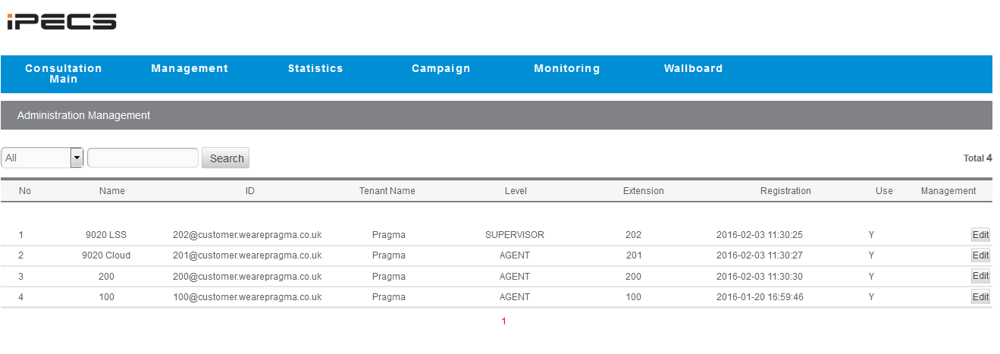 iPECS
Consultation Main Management Statistics Campaign Monitoring Wallboard
Administration Management
All Search Total 4
No Name ID Tenant Name Level Extension Registration Use Management
1 9020 LSS 202@customer.wearepragma.co.uk Pragma SUPERVISOR 202 2016-02-03 11:30:25 Y Edit
2 9020 Cloud 201@customer.wearepragma.co.uk Pragma AGENT 201 2016-02-03 11:30:27 Y Edit
3 200 200@customer.wearepragma.co.uk Pragma AGENT 200 2016-02-03 11:30:30 Y Edit
4 100 100@customer.wearepragma.co.uk Pragma AGENT 100 2016-01-20 16:59:46 Y Edit
1